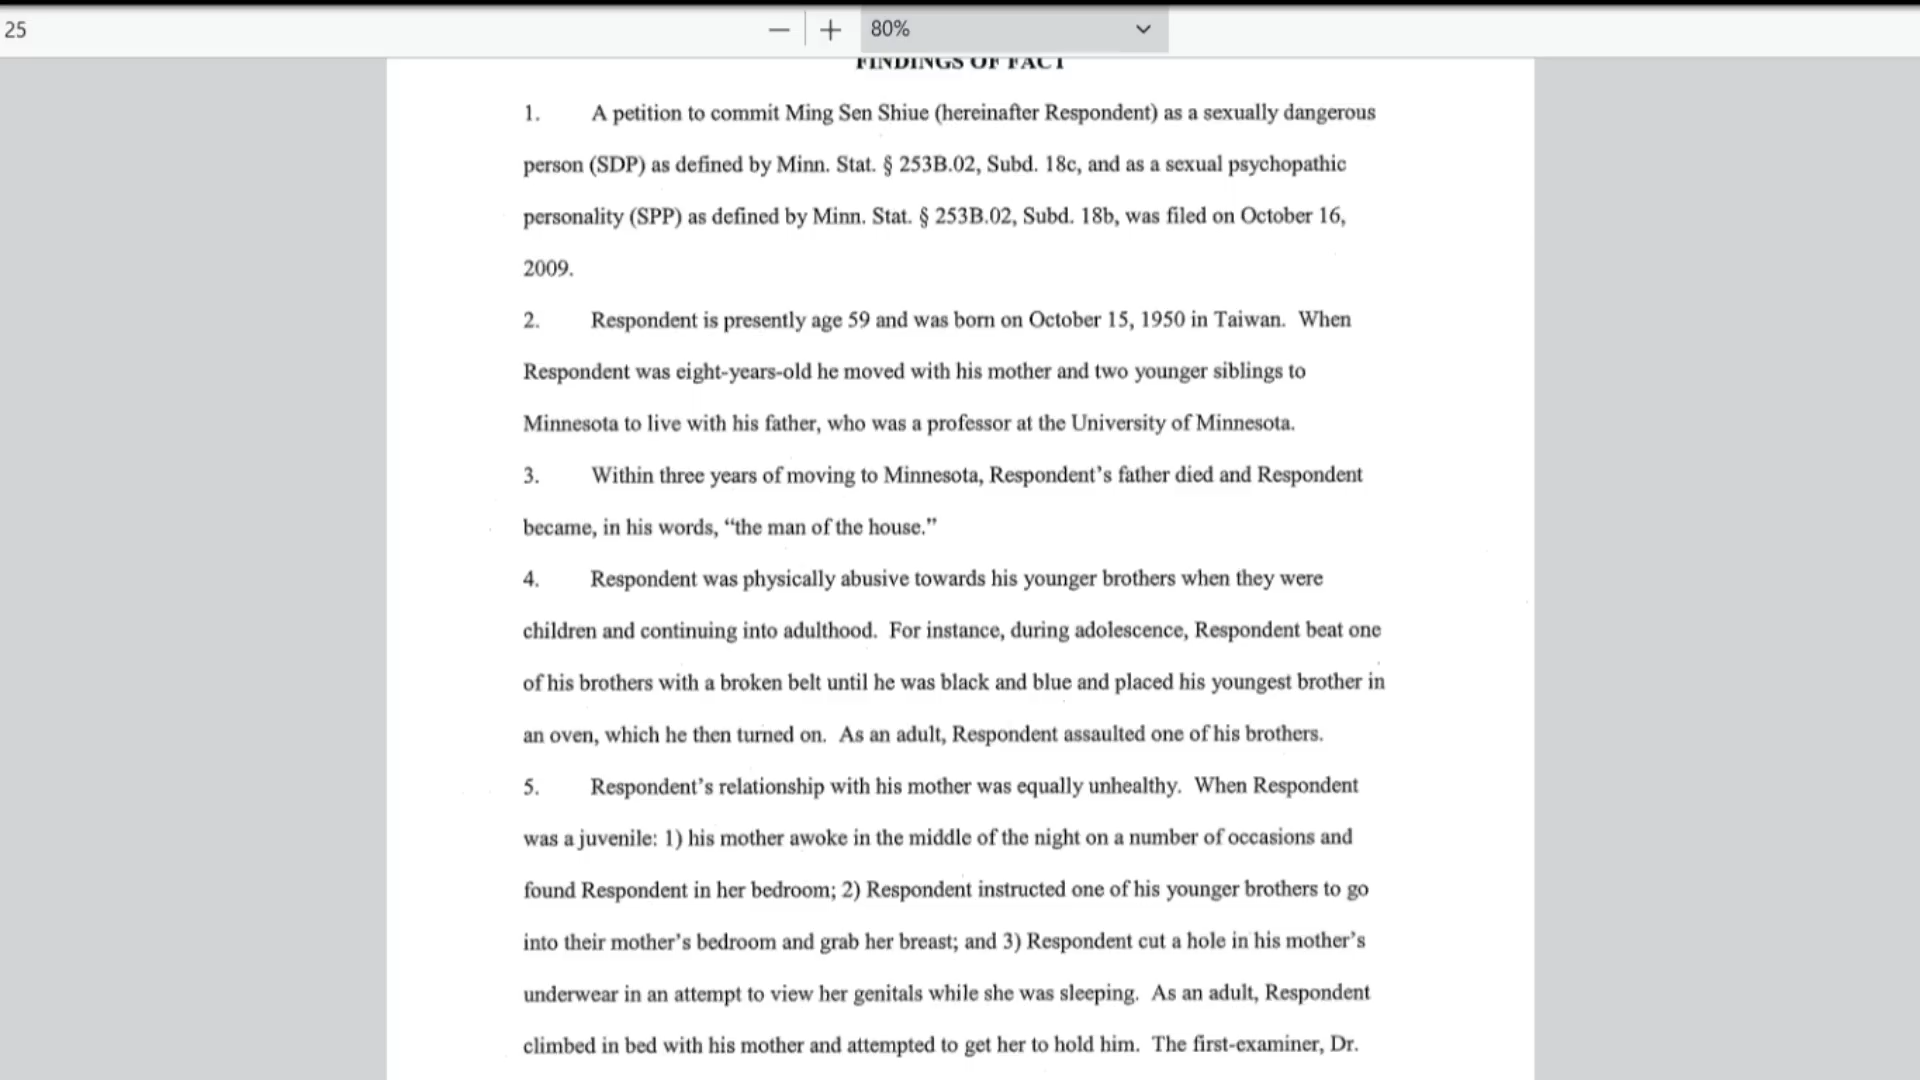 25 80%
FINDINGS OF FACT
1. A petition to commit Ming Sen Shiue (hereinafter Respondent) as a sexually dangerous
person (SDP) as defined by Minn. Stat. § 253B.02, Subd. 18c, and as a sexual psychopathic
personality (SPP) as defined by Minn. Stat. § 253B.02, Subd. 18b, was filed on October 16,
2009.
2. Respondent is presently age 59 and was born on October 15, 1950 in Taiwan. When
Respondent was eight-years-old he moved with his mother and two younger siblings to
Minnesota to live with his father, who was a professor at the University of Minnesota.
3. Within three years of moving to Minnesota, Respondent’s father died and Respondent
became, in his words, “the man of the house.”
4. Respondent was physically abusive towards his younger brothers when they were
children and continuing into adulthood. For instance, during adolescence, Respondent beat one
of his brothers with a broken belt until he was black and blue and placed his youngest brother in
an oven, which he then turned on. As an adult, Respondent assaulted one of his brothers.
5. Respondent’s relationship with his mother was equally unhealthy. When Respondent
was a juvenile: 1) his mother awoke in the middle of the night on a number of occasions and
found Respondent in her bedroom; 2) Respondent instructed one of his younger brothers to go
into their mother’s bedroom and grab her breast; and 3) Respondent cut a hole in his mother’s
underwear in an attempt to view her genitals while she was sleeping. As an adult, Respondent
climbed in bed with his mother and attempted to get her to hold him. The first-examiner, Dr.